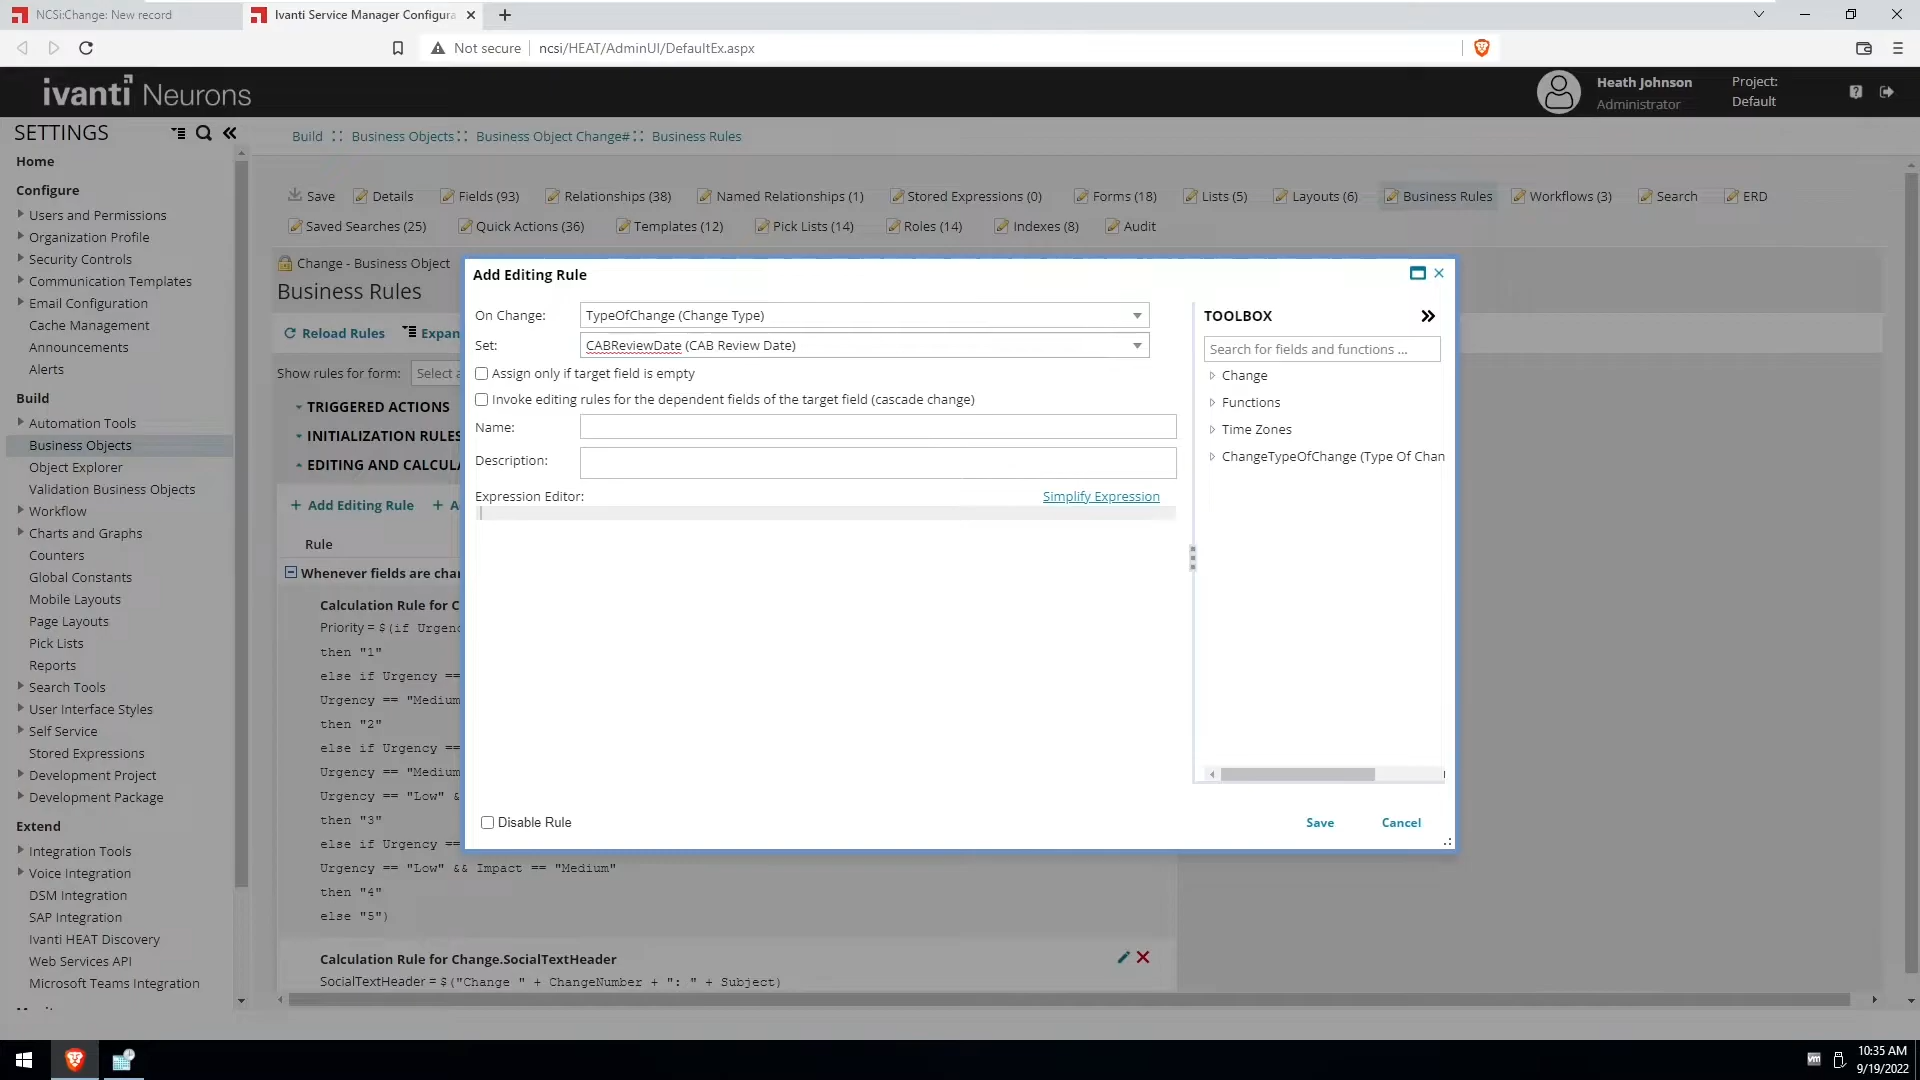 NCSi:Change: New record
Ivanti Service Manager Configura
Not secure
ncsi/HEAT/AdminUI/DefaultEx.aspx
ivanti Neurons
Heath Johnson
Administrator
Project:
Default
SETTINGS
Home
Configure
Users and Permissions
Organization Profile
Security Controls
Communication Templates
Email Configuration
Cache Management
Announcements
Alerts
Build
Automation Tools
Business Objects
Object Explorer
Validation Business Objects
Workflow
Charts and Graphs
Counters
Global Constants
Mobile Layouts
Page Layouts
Pick Lists
Reports
Search Tools
User Interface Styles
Self Service
Stored Expressions
Development Project
Development Package
Extend
Integration Tools
Voice Integration
DSM Integration
SAP Integration
Ivanti HEAT Discovery
Web Services API
Microsoft Teams Integration
Build :: Business Objects:: Business Object Change#:: Business Rules
Save Details Fields (93) Relationships (38) Named Relationships (1) Stored Expressions (0) Forms (18) Lists (5) Layouts (6) Business Rules Workflows (3) Search ERD
Saved Searches (25) Quick Actions (36) Templates (12) Pick Lists (14) Roles (14) Indexes (8) Audit
Change - Business Object
Business Rules
Reload Rules Expan
Show rules for form: Select a
TRIGGERED ACTIONS
INITIALIZATION RULES
EDITING AND CALCUL
+ Add Editing Rule + A
Rule
Whenever fields are chan
Calculation Rule for C
Priority = $(if Urgenc
then "1"
else if Urgency ==
Urgency == "Medium
then "2"
else if Urgency ==
Urgency == "Medium
Urgency == "Low" &
then "3"
else if Urgency ==
Urgency == "Low" && Impact == "Medium"
then "4"
else "5")
Calculation Rule for Change.SocialTextHeader
SocialTextHeader = $("Change " + ChangeNumber + ": " + Subject)
Add Editing Rule
On Change: TypeOfChange (Change Type)
Set: CABReviewDate (CAB Review Date)
Assign only if target field is empty
Invoke editing rules for the dependent fields of the target field (cascade change)
Name:
Description:
Expression Editor: Simplify Expression
Disable Rule
Save Cancel
TOOLBOX
Search for fields and functions ...
Change
Functions
Time Zones
ChangeTypeOfChange (Type Of Chan
10:35 AM
9/19/2022